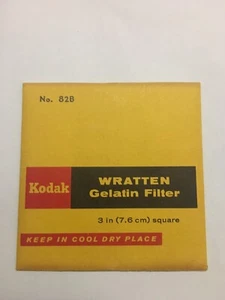 No. 82B
Kodak
WRATTEN
Gelatin Filter
3 in (7.6 cm) square
KEEP IN COOL DRY PLACE